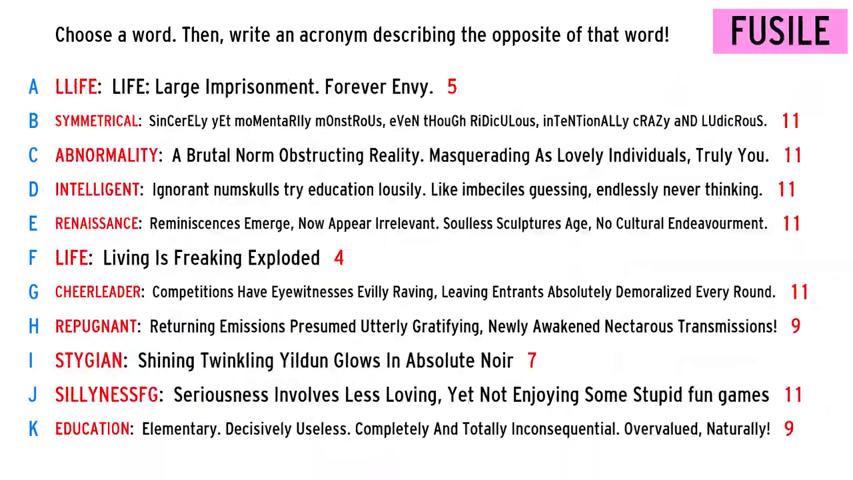 Choose a word. Then, write an acronym describing the opposite of that word!
FUSILE
A LLIFE: LIFE: Large Imprisonment. Forever Envy. 5
B SYMMETRICAL: SinCerELy yEt moMentaRIly mOnstRoUs, eVeN tHouGh RiDicULous, inTeNTionALLy cRAZy aND LUdicRouS. 11
C ABNORMALITY: A Brutal Norm Obstructing Reality. Masquerading As Lovely Individuals, Truly You. 11
D INTELLIGENT: Ignorant numskulls try education lousily. Like imbeciles guessing, endlessly never thinking. 11
E RENAISSANCE: Reminiscences Emerge, Now Appear Irrelevant. Soulless Sculptures Age, No Cultural Endeavourment. 11
F LIFE: Living Is Freaking Exploded 4
G CHEERLEADER: Competitions Have Eyewitnesses Evilly Raving, Leaving Entrants Absolutely Demoralized Every Round. 11
H REPUGNANT: Returning Emissions Presumed Utterly Gratifying, Newly Awakened Nectarous Transmissions! 9
I STYGIAN: Shining Twinkling Yildun Glows In Absolute Noir 7
J SILLYNESSFG: Seriousness Involves Less Loving, Yet Not Enjoying Some Stupid fun games 11
K EDUCATION: Elementary. Decisively Useless. Completely And Totally Inconsequential. Overvalued, Naturally! 9